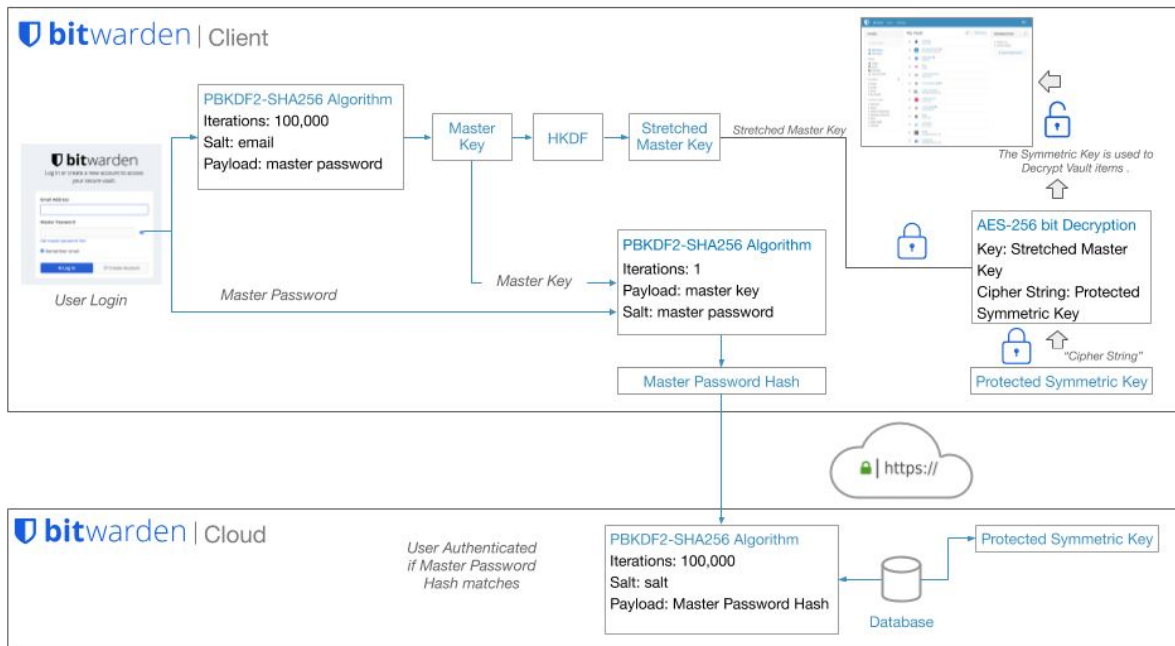 bitwarden | Client
PBKDF2-SHA256 Algorithm
Iterations: 100,000
Salt: email
Payload: master password
Master
Key
HKDF
Stretched
Master Key
Stretched Master Key
The Symmetric Key is used to
Decrypt Vault items .
bitwarden
Log in or create a new account to access
your secure vault.
Email Address
Master Password
Remember email
Log In
Create Account
User Login
Master Password
Master Key
PBKDF2-SHA256 Algorithm
Iterations: 1
Payload: master key
Salt: master password
AES-256 bit Decryption
Key: Stretched Master
Key
Cipher String: Protected
Symmetric Key
"Cipher String"
Master Password Hash
Protected Symmetric Key
| https://
bitwarden | Cloud
User Authenticated
if Master Password
Hash matches
PBKDF2-SHA256 Algorithm
Iterations: 100,000
Salt: salt
Payload: Master Password Hash
Database
Protected Symmetric Key